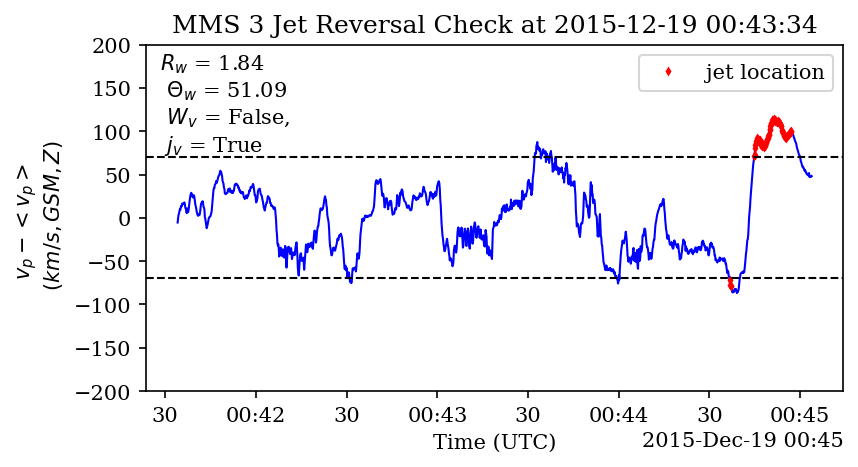 MMS 3 Jet Reversal Check at 2015-12-19 00:43:34
R_w = 1.84
Θ_w = 51.09
W_v = False,
j_v = True
jet location
200
150
100
50
0
−50
−100
−150
−200
v_p − < v_p >
(km/s, GSM, Z)
30 00:42 30 00:43 30 00:44 30 00:45
Time (UTC)
2015-Dec-19 00:45